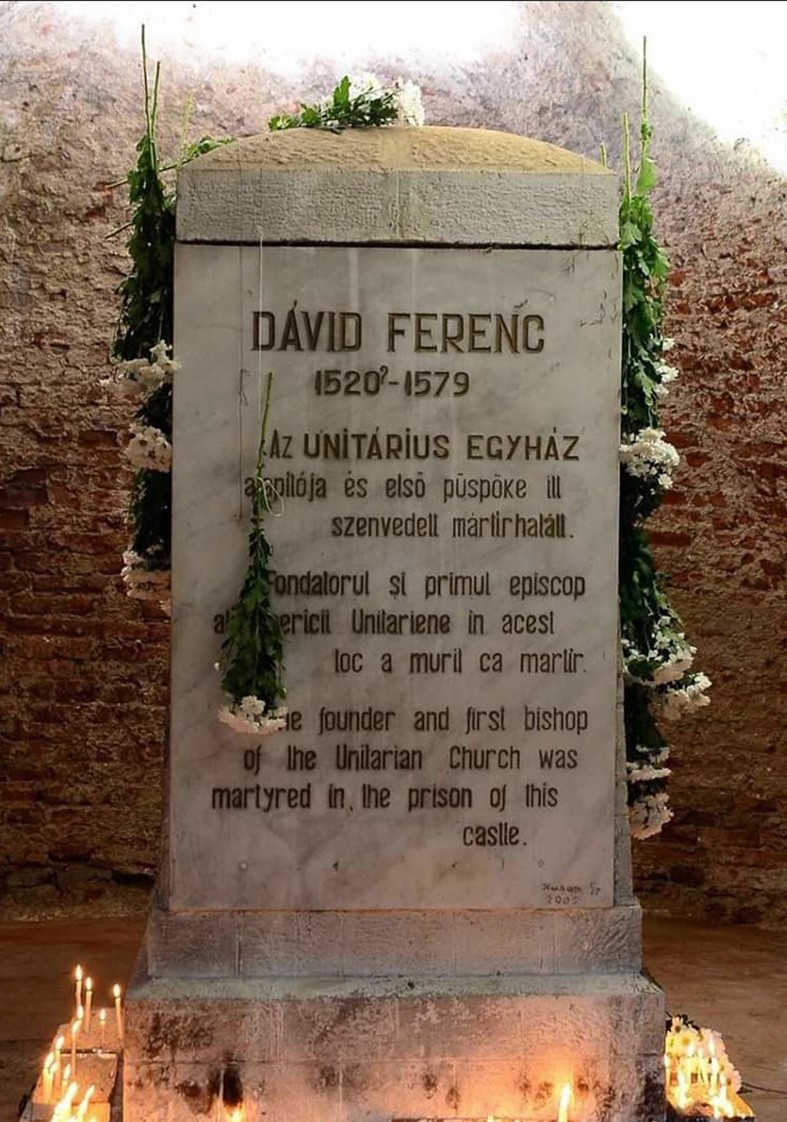 DÁVID FERENC
1520?-1579
Az UNITÁRIUS EGYHÁZ
alapítója és első püspöke itt
szenvedett mártírhalált.
Fondatorul și primul episcop
Unitariene in acest
loc a murit ca martir.
founder and first bishop
of the Unitarian Church was
martyred in the prison of this
castle.
2005